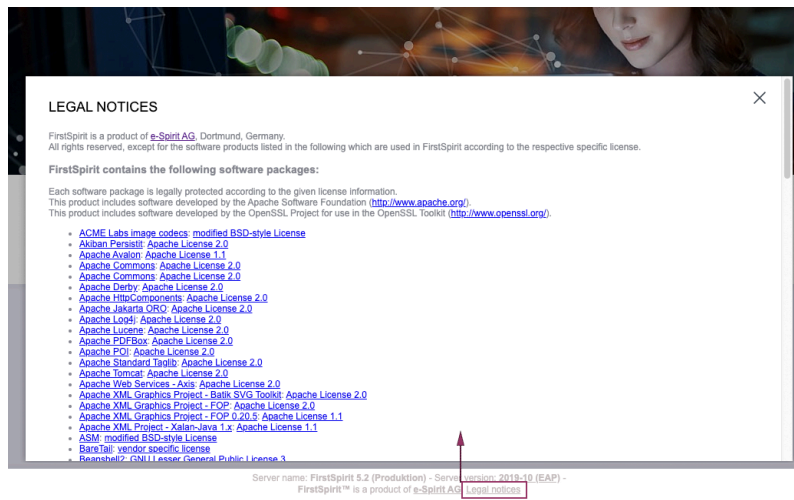 LEGAL NOTICES
FirstSpirit is a product of e-Spirit AG, Dortmund, Germany.
All rights reserved, except for the software products listed in the following which are used in FirstSpirit according to the respective specific license.
FirstSpirit contains the following software packages:
Each software package is legally protected according to the given license information.
This product includes software developed by the Apache Software Foundation (http://www.apache.org/).
This product includes software developed by the OpenSSL Project for use in the OpenSSL Toolkit (http://www.openssl.org/).
ACME Labs image codecs: modified BSD-style License
Akiban Persistit: Apache License 2.0
Apache Avalon: Apache License 1.1
Apache Commons: Apache License 2.0
Apache Commons: Apache License 2.0
Apache Derby: Apache License 2.0
Apache HttpComponents: Apache License 2.0
Apache Jakarta ORO: Apache License 2.0
Apache Log4j: Apache License 2.0
Apache Lucene: Apache License 2.0
Apache PDFBox: Apache License 2.0
Apache POI: Apache License 2.0
Apache Standard Taglib: Apache License 2.0
Apache Tomcat: Apache License 2.0
Apache Web Services - Axis: Apache License 2.0
Apache XML Graphics Project - Batik SVG Toolkit: Apache License 2.0
Apache XML Graphics Project - FOP: Apache License 2.0
Apache XML Graphics Project - FOP 0.20.5: Apache License 1.1
Apache XML Project - Xalan-Java 1.x: Apache License 1.1
ASM: modified BSD-style License
BareTail: vendor specific license
Beanshell2: GNU Lesser General Public License 3
Server name: FirstSpirit 5.2 (Produktion) - Server version: 2019-10 (EAP) -
FirstSpirit™ is a product of e-Spirit AG Legal notices